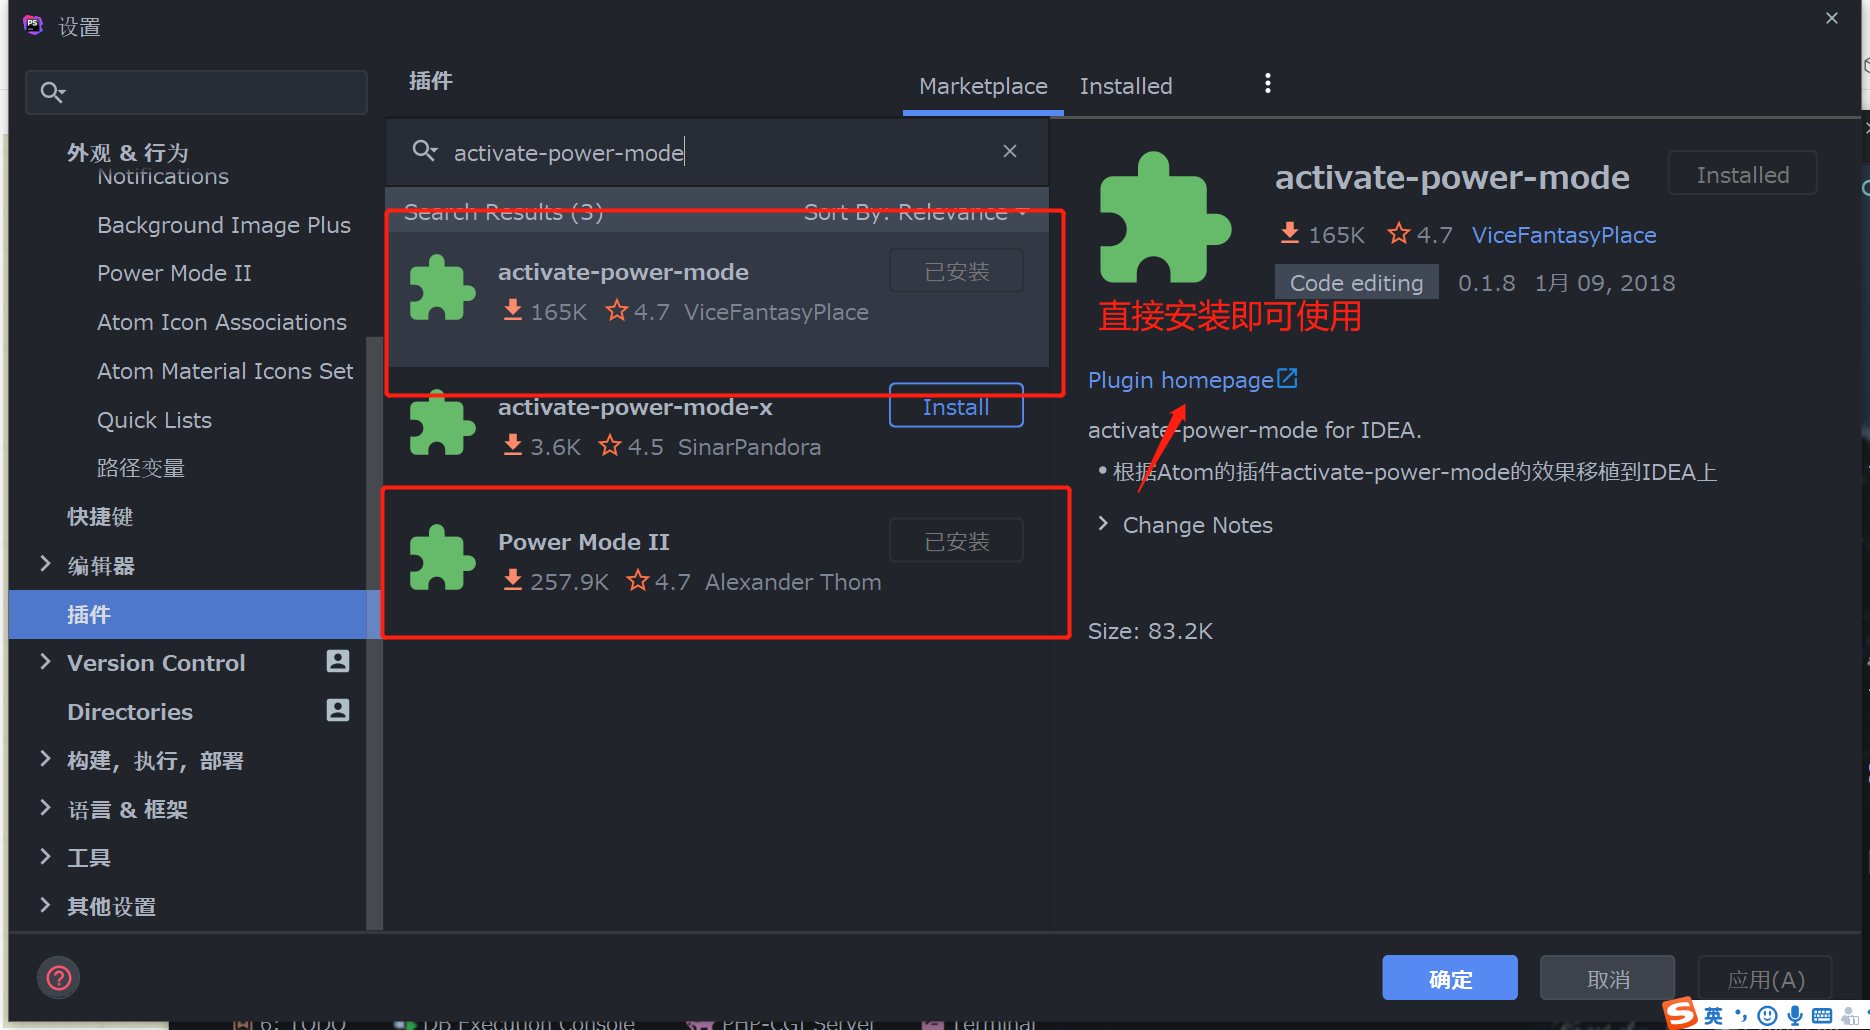 设置
插件
Marketplace
Installed
外观 & 行为
Notifications
Background Image Plus
Power Mode II
Atom Icon Associations
Atom Material Icons Set
Quick Lists
路径变量
快捷键
编辑器
插件
Version Control
Directories
构建，执行，部署
语言 & 框架
工具
其他设置
activate-power-mode
Search Results (3)
Sort By: Relevance
activate-power-mode
已安装
165K 4.7 ViceFantasyPlace
activate-power-mode-x
Install
3.6K 4.5 SinarPandora
Power Mode II
已安装
257.9K 4.7 Alexander Thom
activate-power-mode
Installed
165K 4.7 ViceFantasyPlace
Code editing 0.1.8 1月 09, 2018
直接安装即可使用
Plugin homepage
activate-power-mode for IDEA.
• 根据Atom的插件activate-power-mode的效果移植到IDEA上
Change Notes
Size: 83.2K
确定
取消
应用(A)
6: TODO
DB Execution Console
PHP-CGI Server
Terminal
英